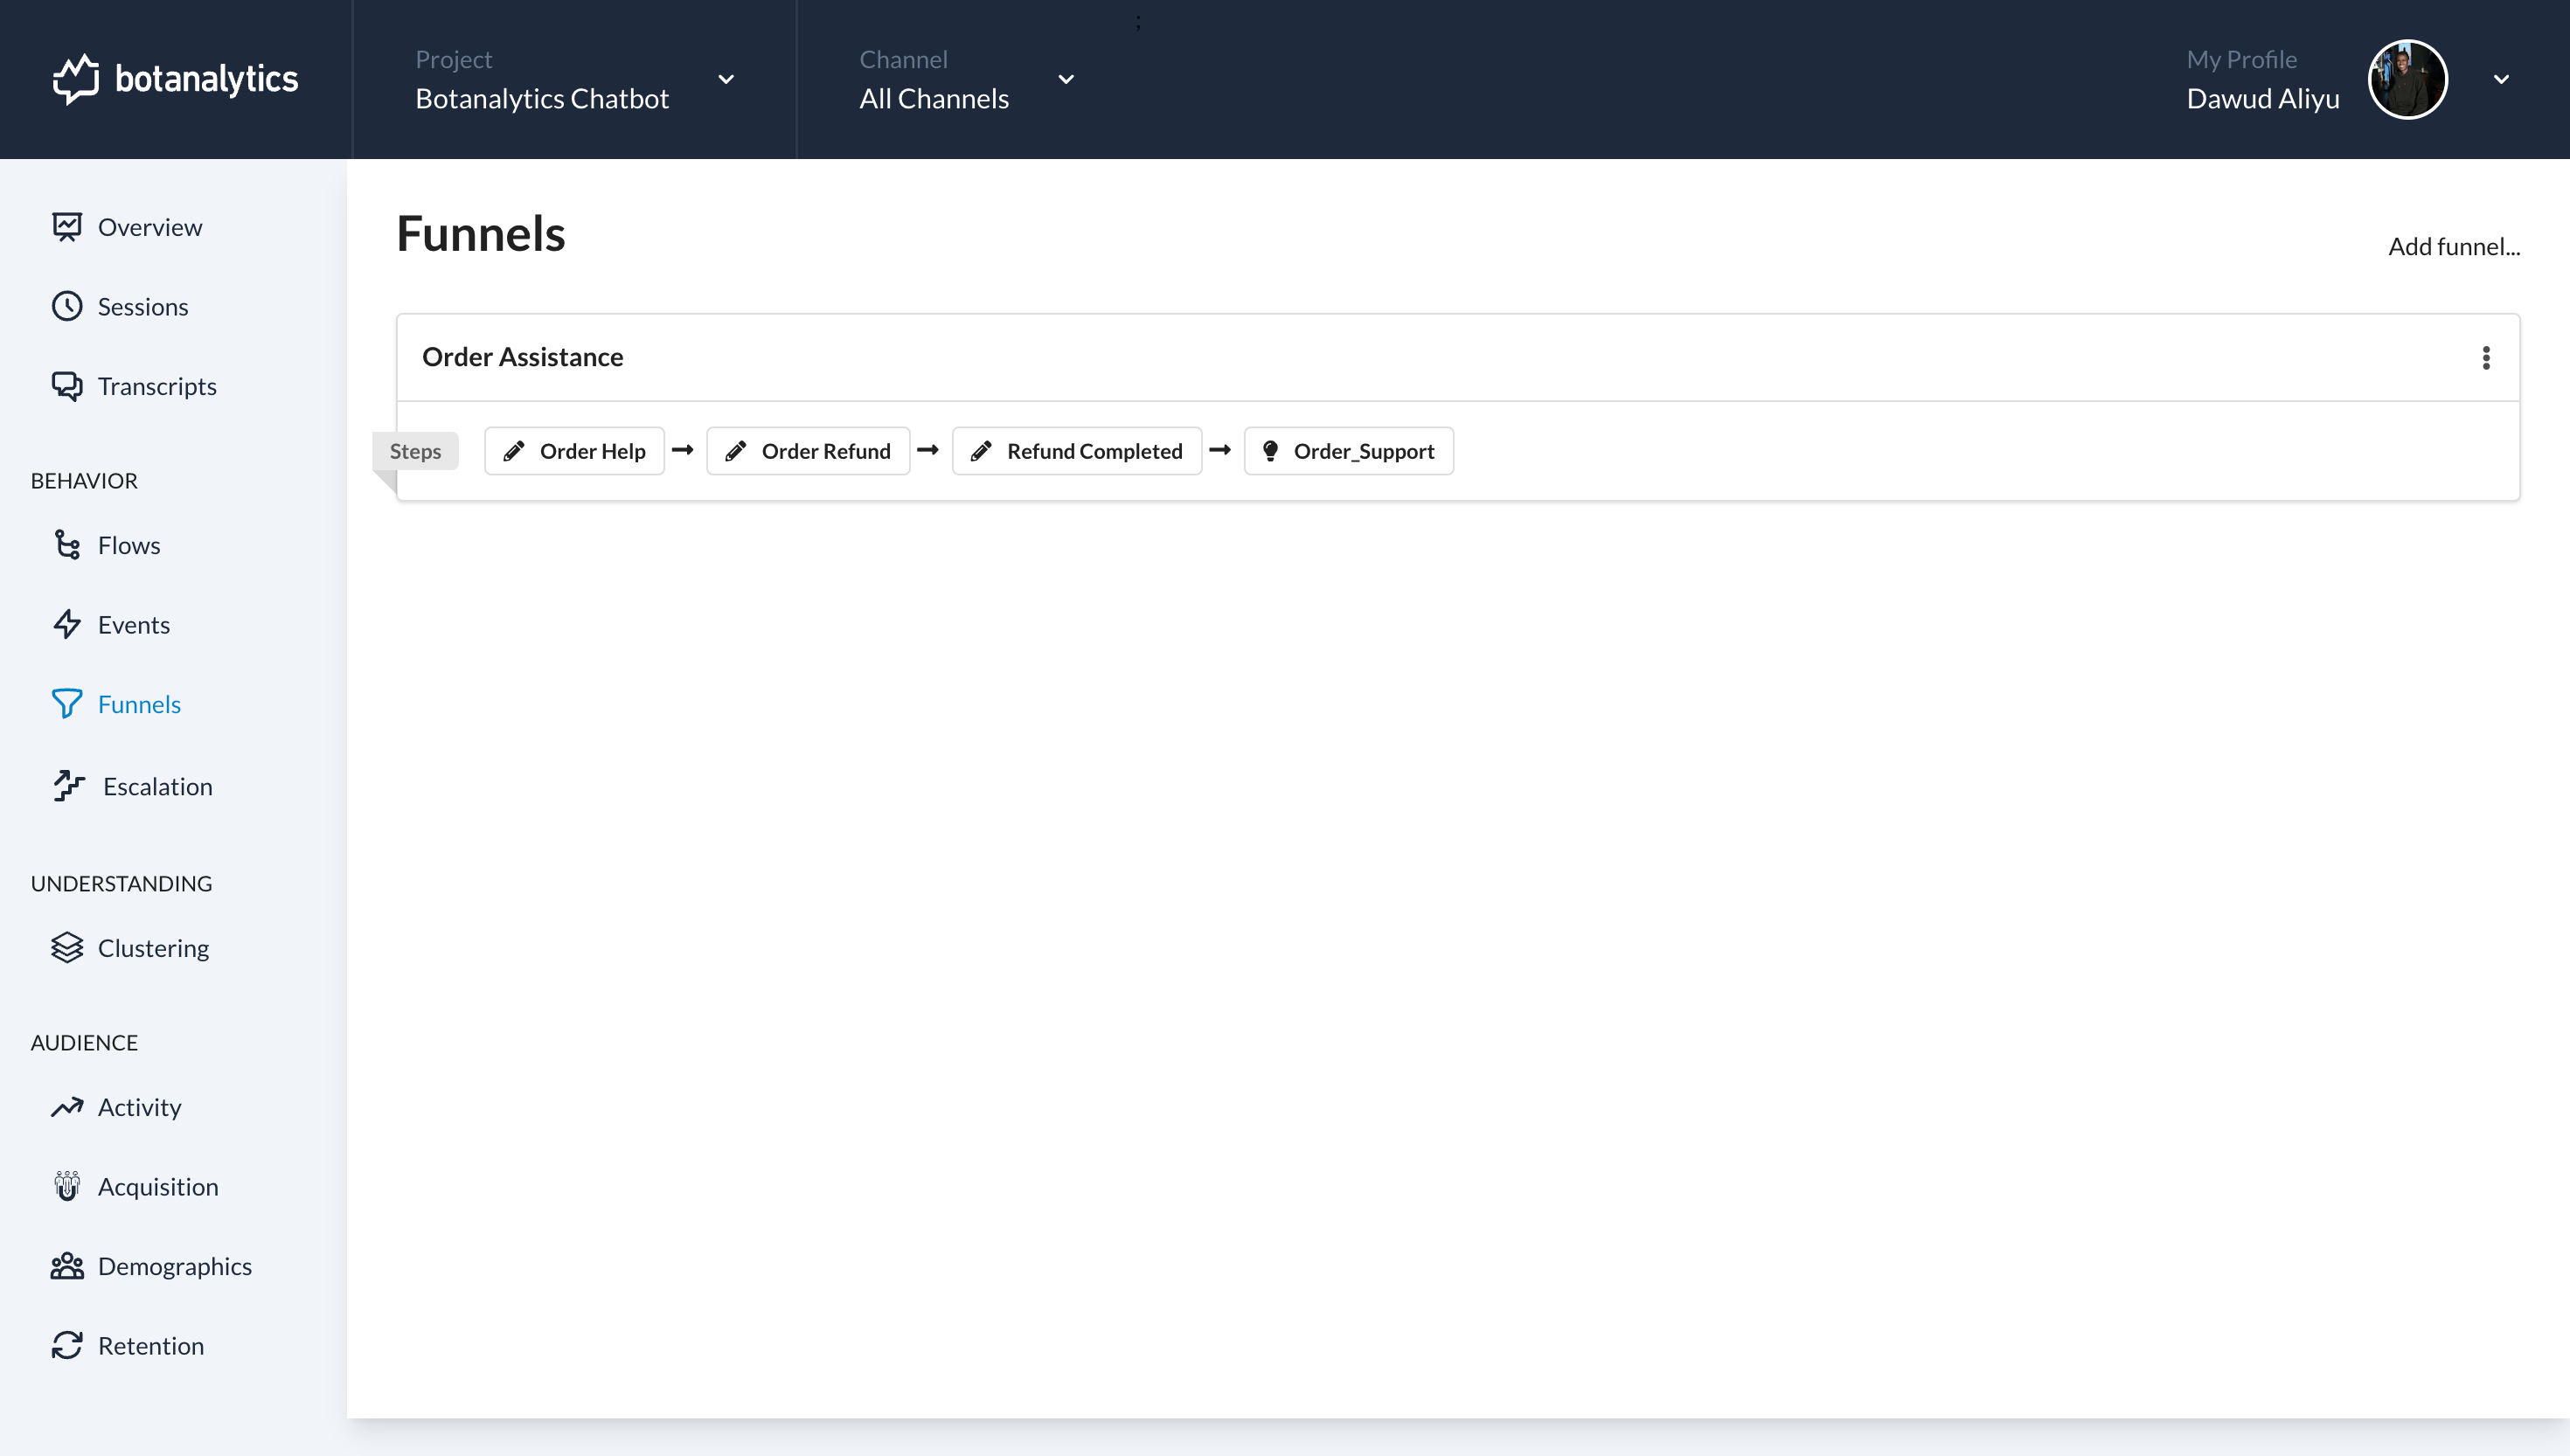 ;
botanalytics
Project
Botanalytics Chatbot
Channel
All Channels
My Profile
Dawud Aliyu
Overview
Sessions
Transcripts
BEHAVIOR
Flows
Events
Funnels
Escalation
UNDERSTANDING
Clustering
AUDIENCE
Activity
Acquisition
Demographics
Retention
Funnels
Add funnel...
Order Assistance
Steps
Order Help
Order Refund
Refund Completed
Order_Support